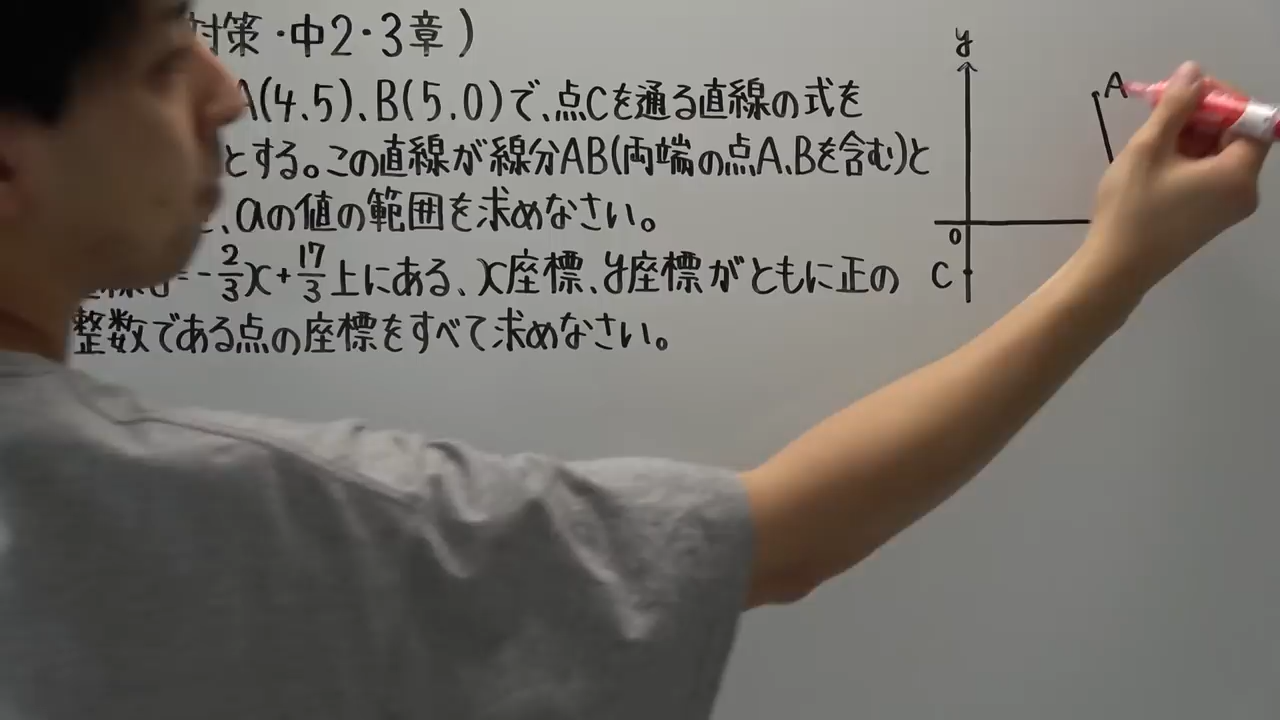 対策・中2・3章)
A(4.5)、B(5.0)で、点Cを通る直線の式を
とする。この直線が線分AB(両端の点A、Bを含む)と
、aの値の範囲を求めなさい。
=-2/3x+17/3上にある、x座標、y座標がともに正の
整数である点の座標をすべて求めなさい。
y
A
O
C